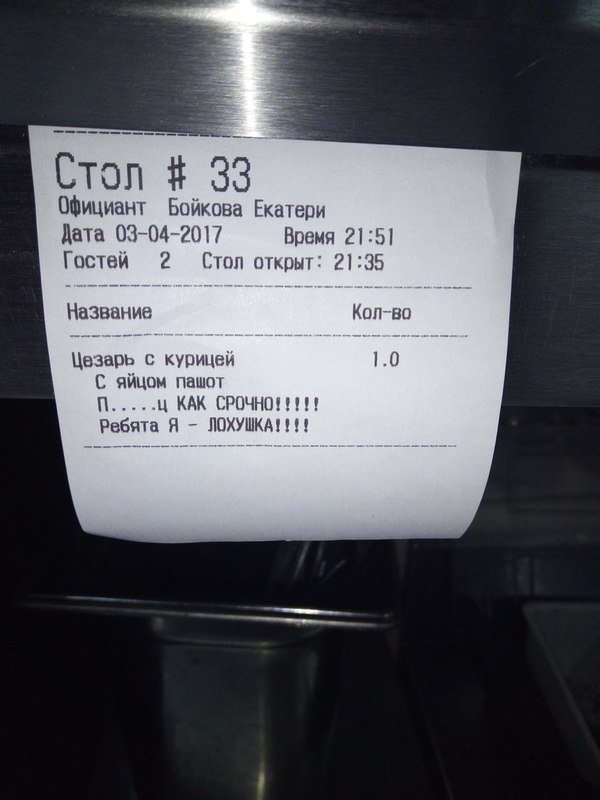 Стол # 33
Официант Бойкова Екатери
Дата 03-04-2017 Время 21:51
Гостей 2 Стол открыт: 21:35
Название Кол-во
Цезарь с курицей 1.0
С яйцом пашот
П.....ц КАК СРОЧНО!!!!!
Ребята Я - ЛОХУШКА!!!!